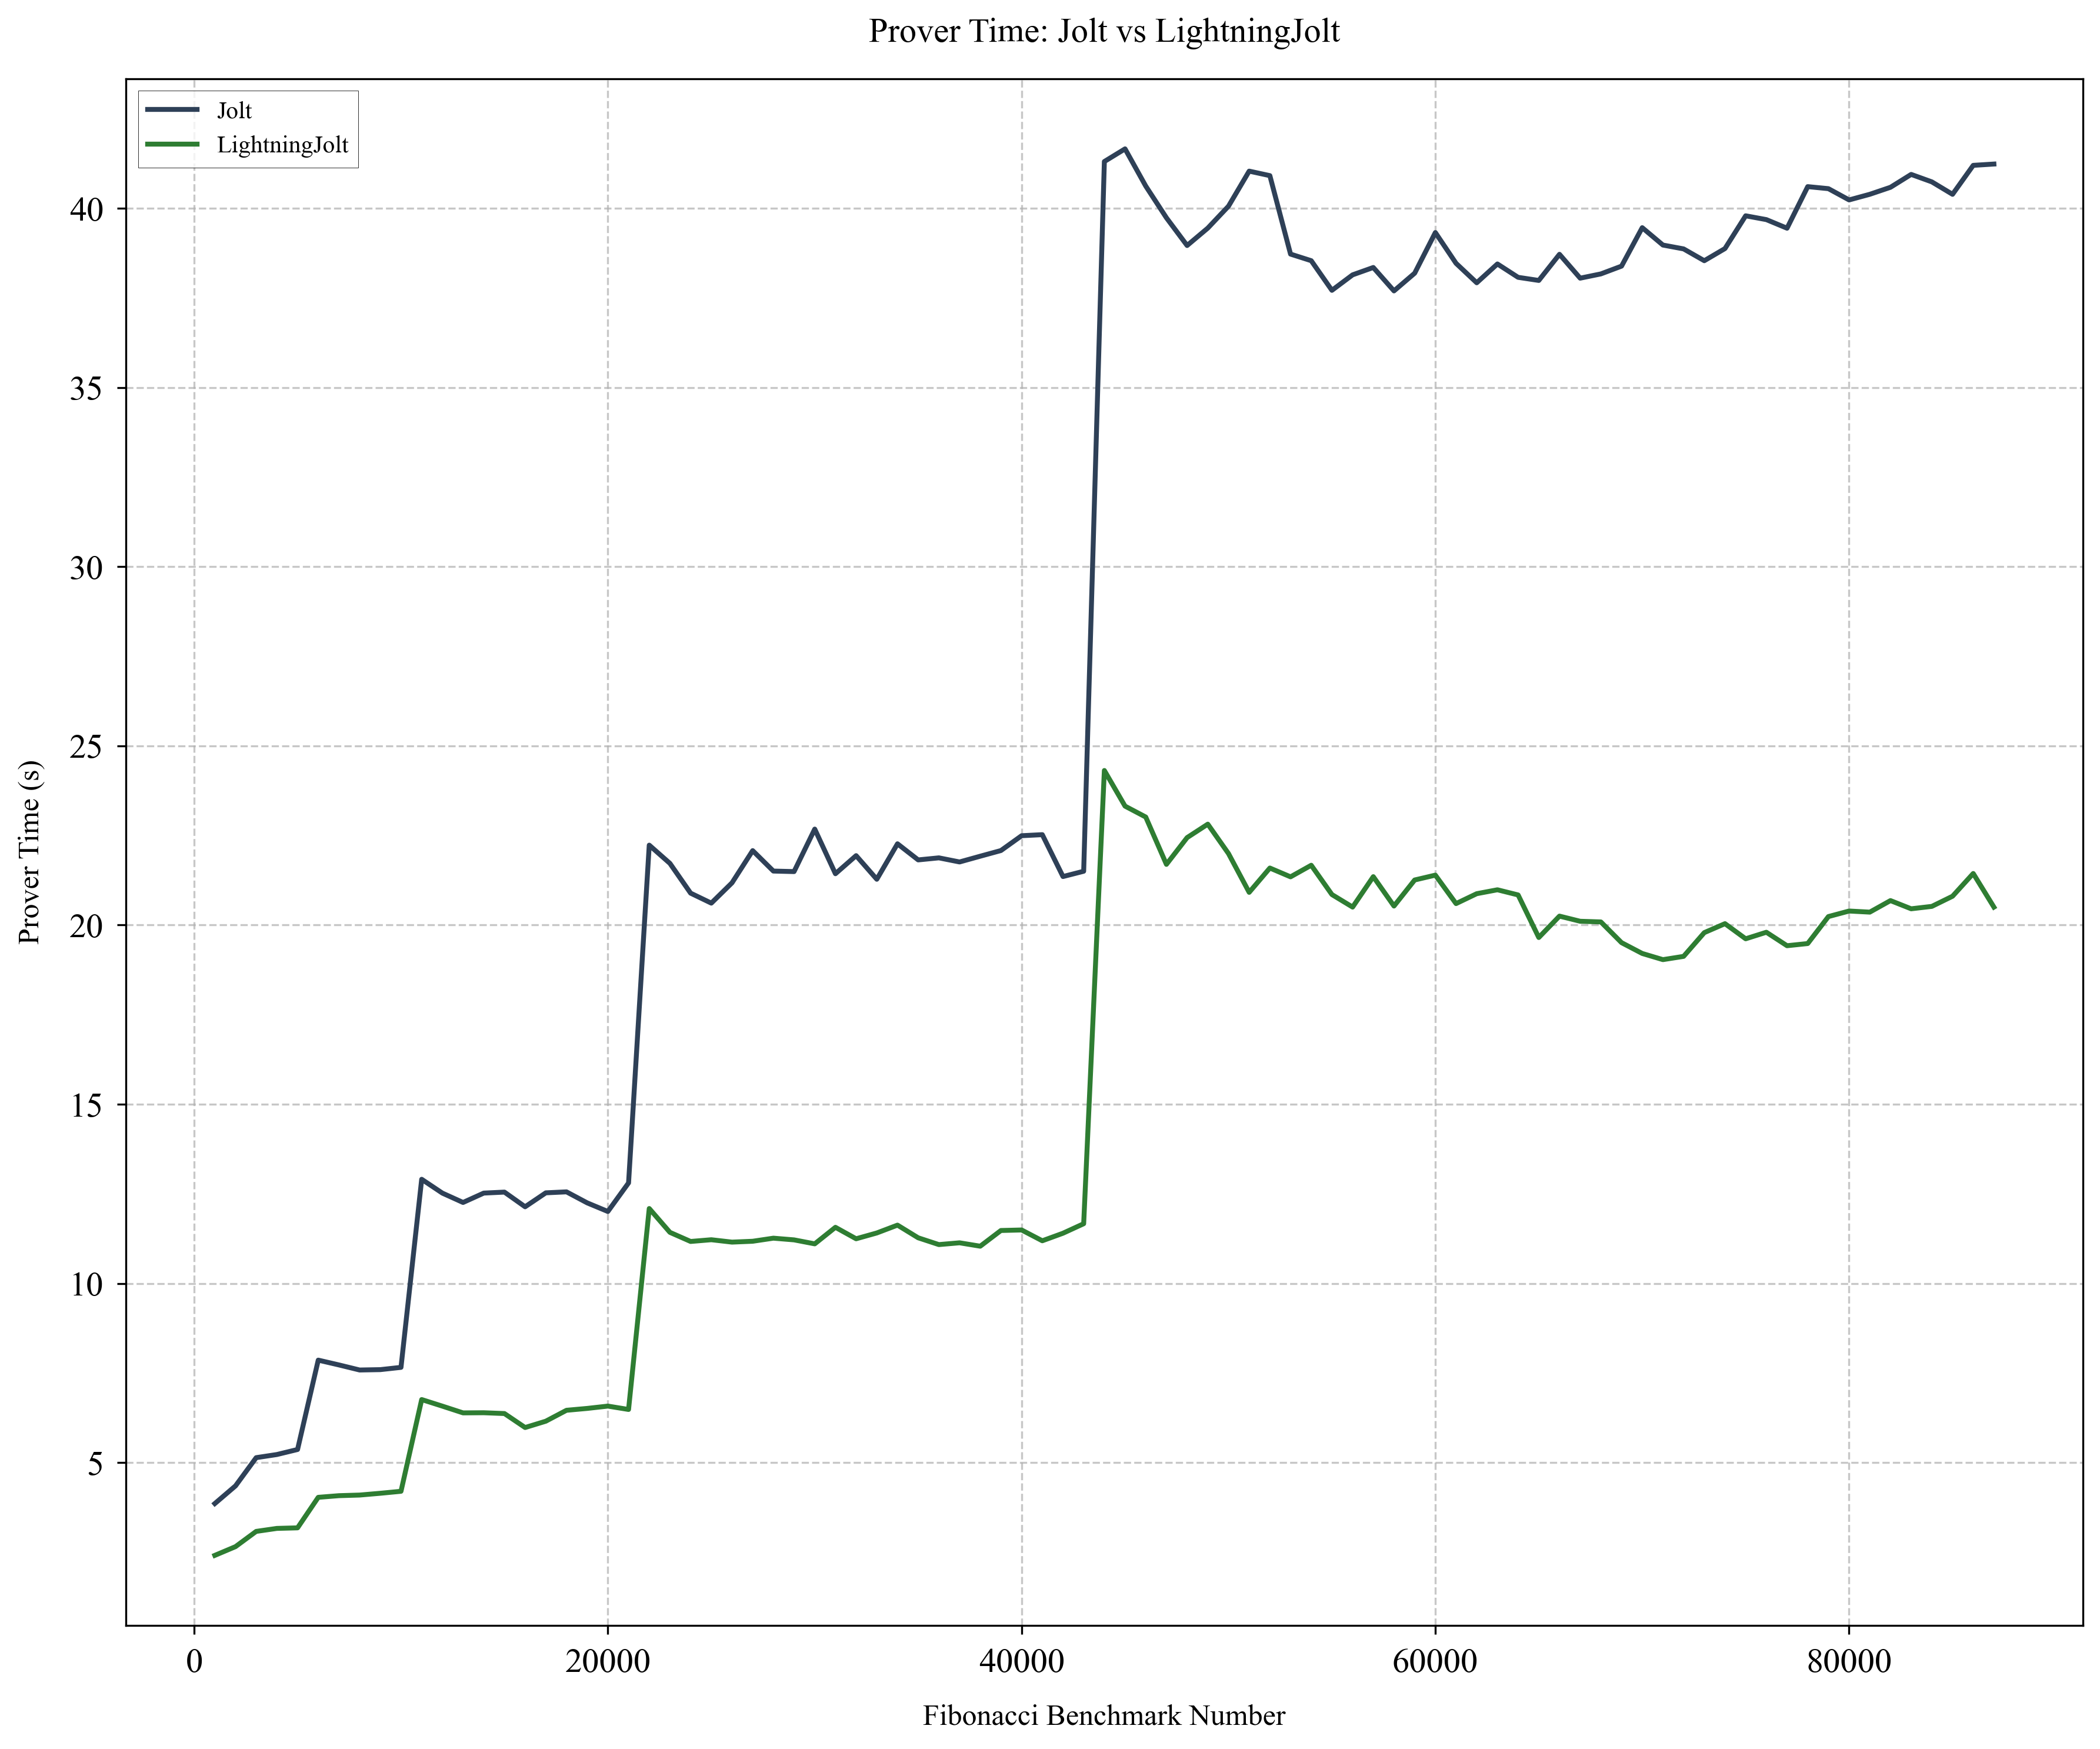 Prover Time: Jolt vs LightningJolt
Jolt
LightningJolt
Prover Time (s)
40
35
30
25
20
15
10
5
0 20000 40000 60000 80000
Fibonacci Benchmark Number